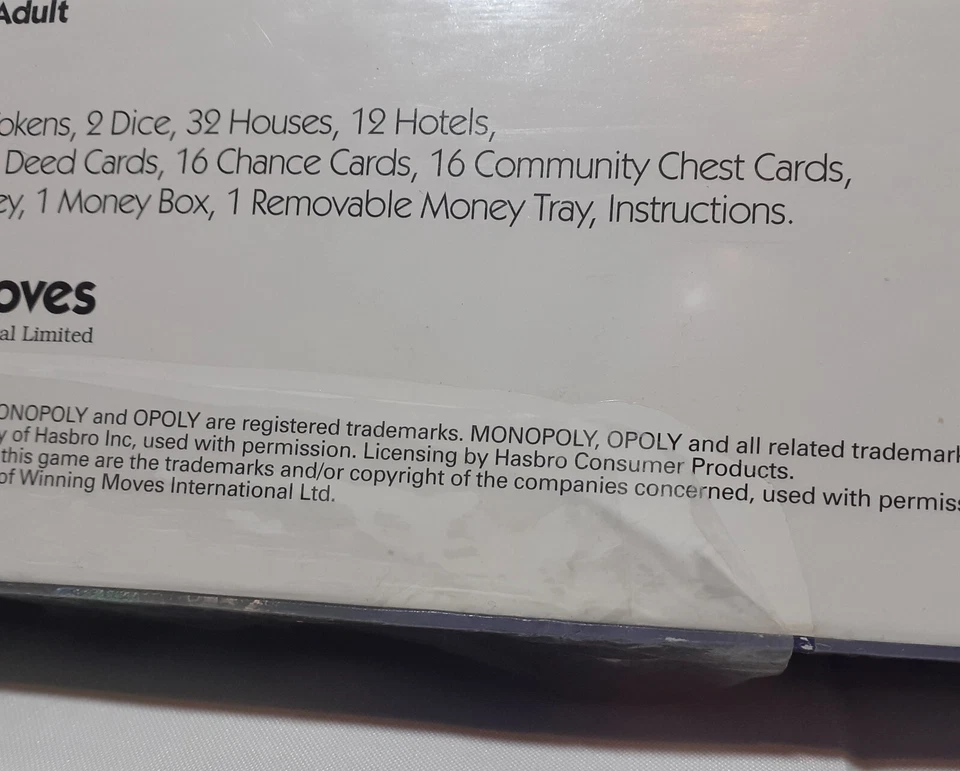 Adult
okens, 2 Dice, 32 Houses, 12 Hotels,
Deed Cards, 16 Chance Cards, 16 Community Chest Cards,
ey, 1 Money Box, 1 Removable Money Tray, Instructions.
oves
al Limited
ONOPOLY and OPOLY are registered trademarks. MONOPOLY, OPOLY and all related trademark
y of Hasbro Inc, used with permission. Licensing by Hasbro Consumer Products.
this game are the trademarks and/or copyright of the companies concerned, used with permiss
of Winning Moves International Ltd.